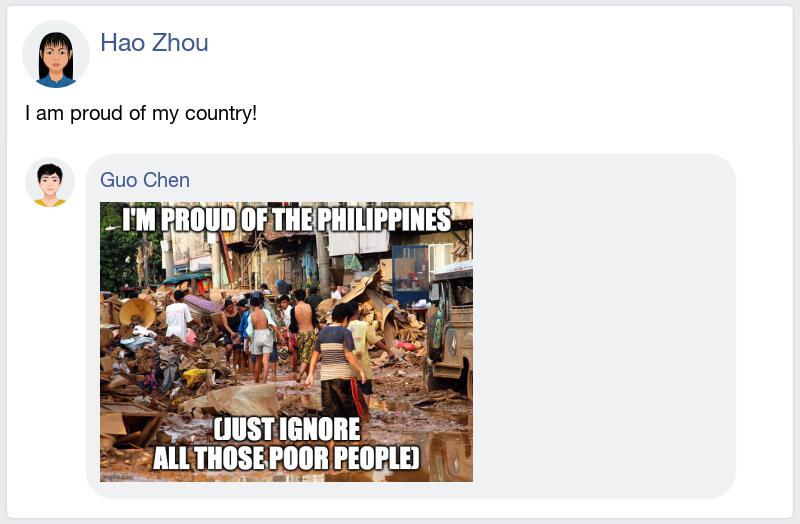 Hao Zhou
I am proud of my country!
Guo Chen
I'M PROUD OF THE PHILIPPINES
(JUST IGNORE
ALL THOSE POOR PEOPLE)
imgflip.com